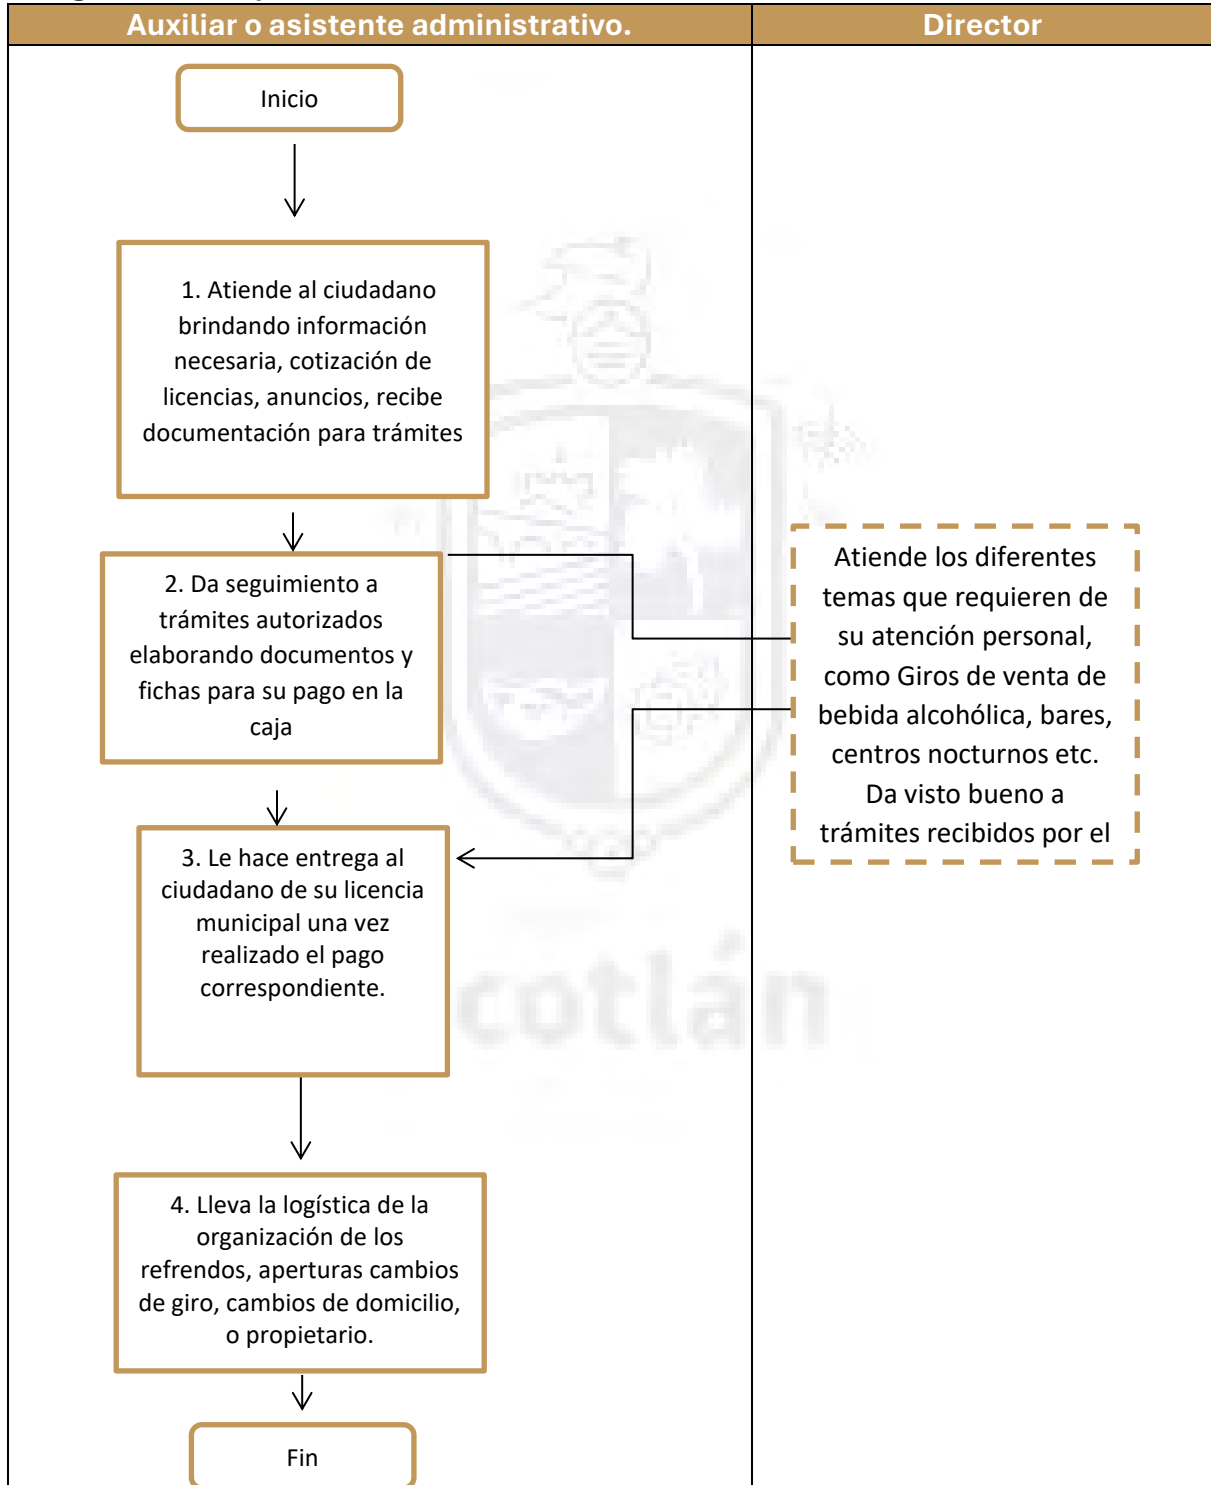 Auxiliar o asistente administrativo.
Director
Inicio
1. Atiende al ciudadano
brindando información
necesaria, cotización de
licencias, anuncios, recibe
documentación para trámites
2. Da seguimiento a
trámites autorizados
elaborando documentos y
fichas para su pago en la
caja
Atiende los diferentes
temas que requieren de
su atención personal,
como Giros de venta de
bebida alcohólica, bares,
centros nocturnos etc.
Da visto bueno a
trámites recibidos por el
3. Le hace entrega al
ciudadano de su licencia
municipal una vez
realizado el pago
correspondiente.
cotlán
4. Lleva la logística de la
organización de los
refrendos, aperturas cambios
de giro, cambios de domicilio,
o propietario.
Fin